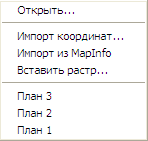 Открыть...
Импорт координат...
Импорт из MapInfo
Вставить растр...
План 3
План 2
План 1